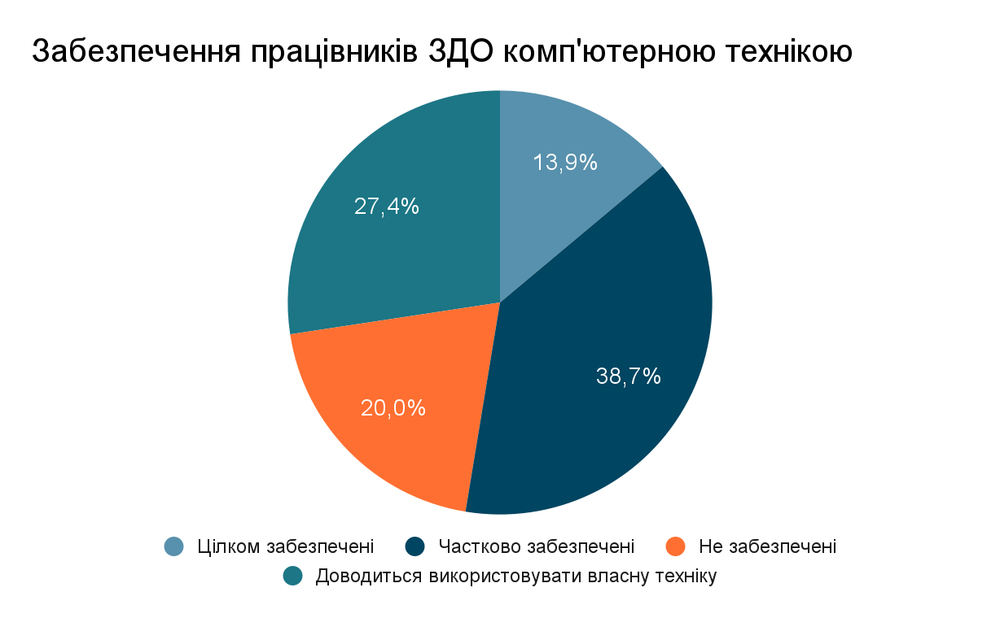 Забезпечення працівників ЗДО комп'ютерною технікою
13,9%
27,4%
38,7%
20,0%
Цілком забезпечені Частково забезпечені Не забезпечені
Доводиться використовувати власну техніку